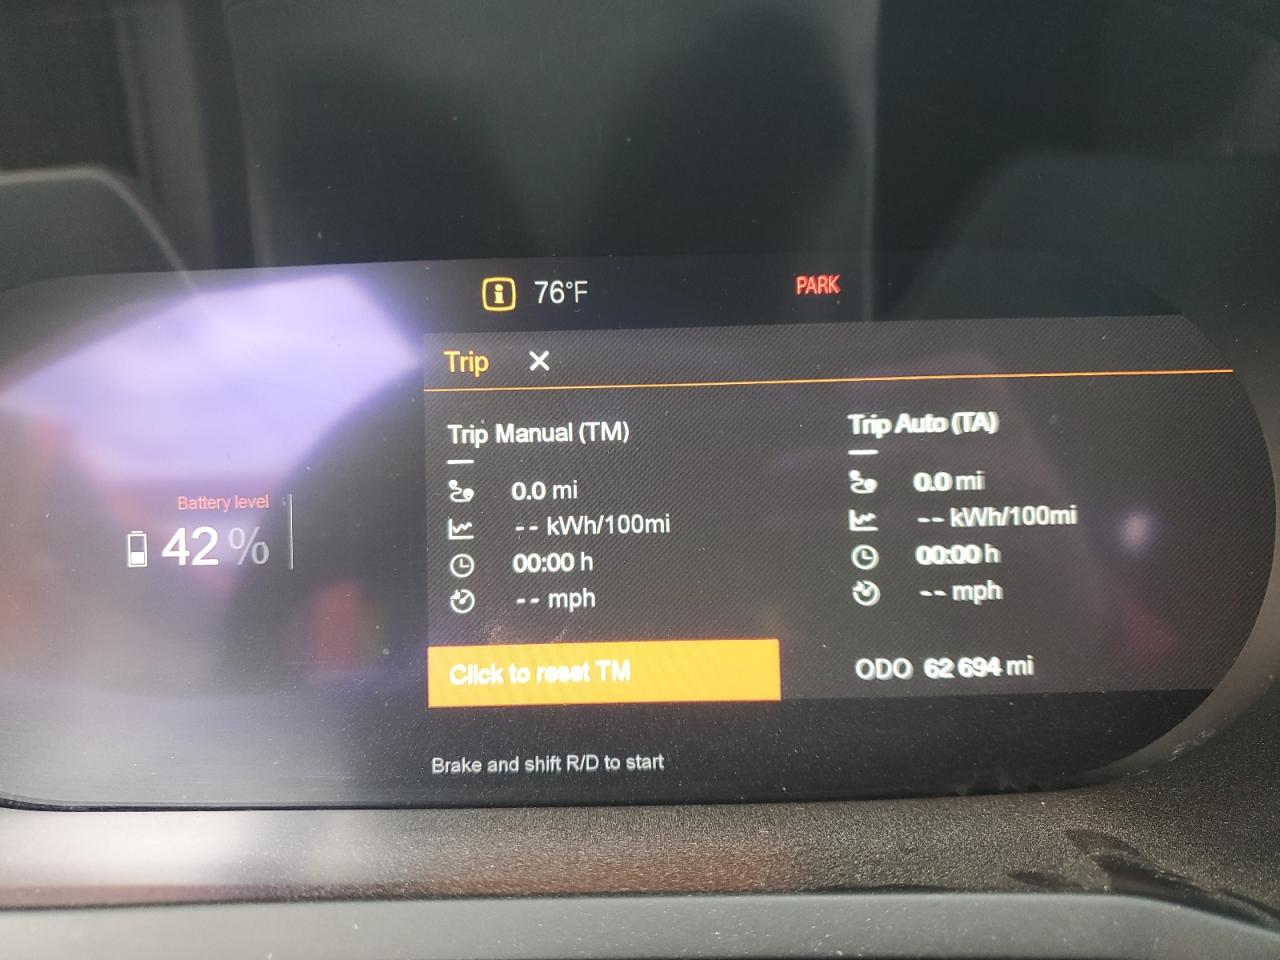 76°F
PARK
Trip ✕
Trip Manual (TM)
0.0 mi
-- kWh/100mi
00:00 h
-- mph
Click to reset TM
Trip Auto (TA)
0.0 mi
-- kWh/100mi
00:00 h
-- mph
ODO 62 694 mi
Battery level
42 %
Brake and shift R/D to start